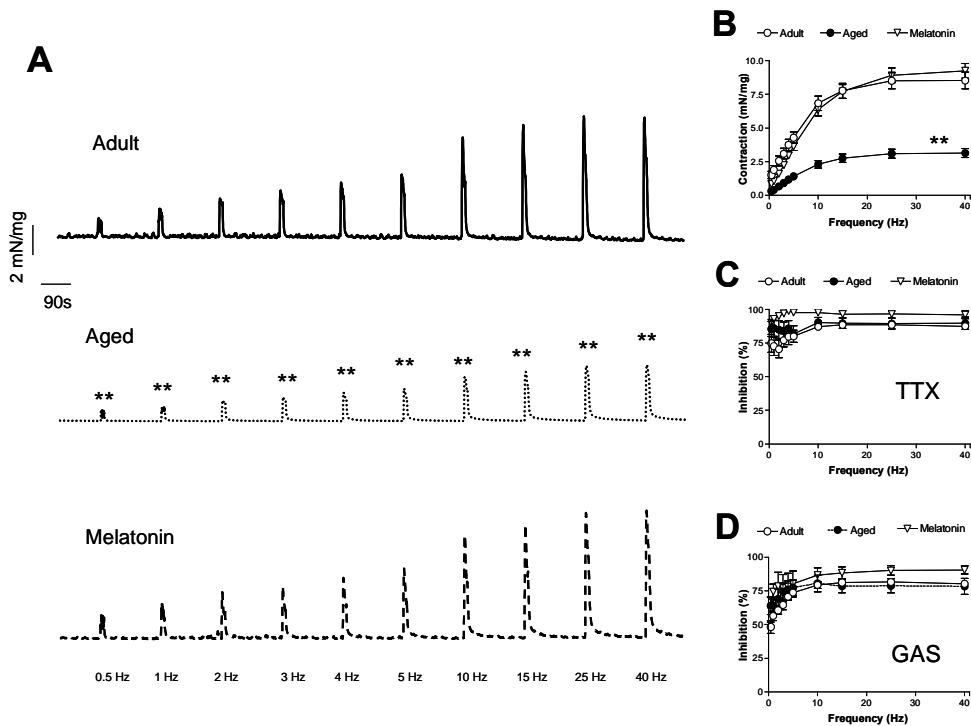 A
Adult
2 mN/mg
90s
Aged
** ** ** ** ** ** ** ** ** **
Melatonin
0.5 Hz 1 Hz 2 Hz 3 Hz 4 Hz 5 Hz 10 Hz 15 Hz 25 Hz 40 Hz
B
Adult Aged Melatonin
Contraction (mN/mg)
10.0
7.5
5.0
2.5
0.0
**
0 10 20 30 40
Frequency (Hz)
C
Adult Aged Melatonin
Inhibition (%)
100
75
50
25
0
TTX
0 10 20 30 40
Frequency (Hz)
D
Adult Aged Melatonin
Inhibition (%)
100
75
50
25
0
GAS
0 10 20 30 40
Frequency (Hz)